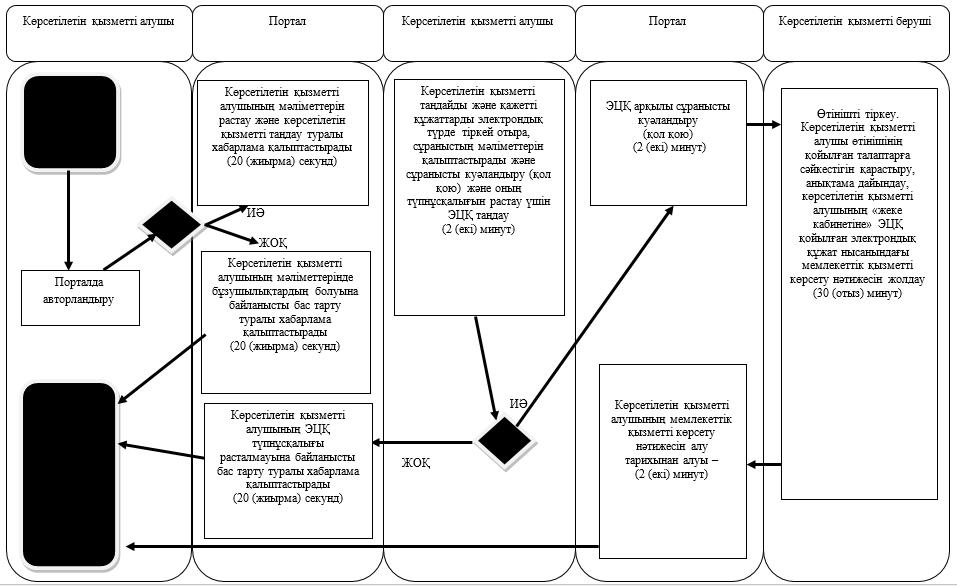 Көрсетілетін қызметті алушы
Портал
Көрсетілетін қызметті алушы
Портал
Көрсетілетін қызметті беруші
Порталда
авторландыру
Көрсетілетін қызметті
алушының мәліметтерін
растау және көрсетілетін
қызметті таңдау туралы
хабарлама қалыптастырады
(20 (жиырма) секунд)
ИӘ
ЖОҚ
Көрсетілетін қызметті
алушының мәліметтерінде
бұзушылықтардың болуына
байланысты бас тарту
туралы хабарлама
қалыптастырады
(20 (жиырма) секунд)
Көрсетілетін қызметті
алушының ЭЦҚ
түпнұсқалығы
расталмауына байланысты
бас тарту туралы хабарлама
қалыптастырады
(20 (жиырма) секунд)
Көрсетілетін қызметті
таңдайды және қажетті
құжаттарды электрондық
түрде тіркей отыра,
сұраныстың мәліметтерін
қалыптастырады және
сұранысты куәландыру (қол
қою) және оның
түпнұсқалығын растау үшін
ЭЦҚ таңдау
(2 (екі) минут)
ИӘ
ЖОҚ
ЭЦҚ арқылы сұранысты
куәландыру
(қол қою)
(2 (екі) минут)
Көрсетілетін қызметті
алушының мемлекеттік
қызметті көрсету
нәтижесін алу
тарихынан алуы –
(2 (екі) минут)
Өтінішті тіркеу.
Көрсетілетін қызметті
алушы өтінішінің
қойылған талаптарға
сәйкестігін қарастыру,
анықтама дайындау,
көрсетілетін қызметті
алушының «жеке
кабинетіне» ЭЦҚ
қойылған электрондық
құжат нысанындағы
мемлекеттік қызметті
көрсету нәтижесін жолдау
(30 (отыз) минут)